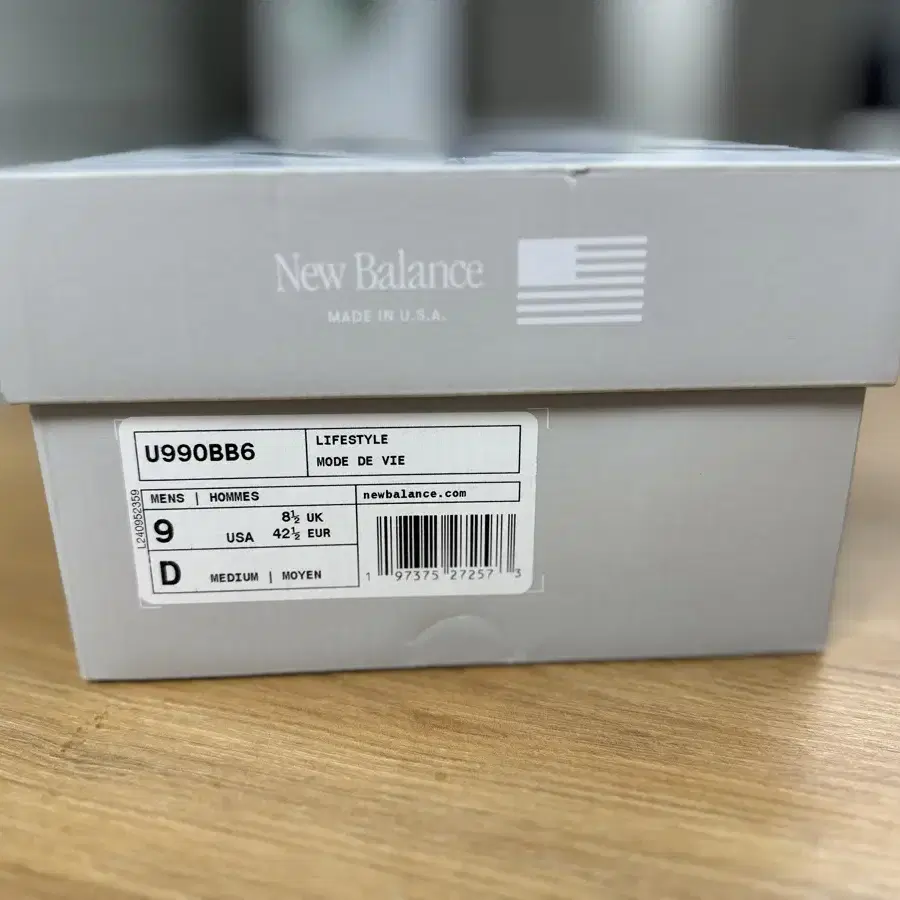 New Balance
MADE IN U.S.A.
U990BB6
LIFESTYLE
MODE DE VIE
MENS | HOMMES
newbalance.com
9
USA
8½ UK
42½ EUR
D
MEDIUM | MOYEN
L240952359
1 97375 27257 3